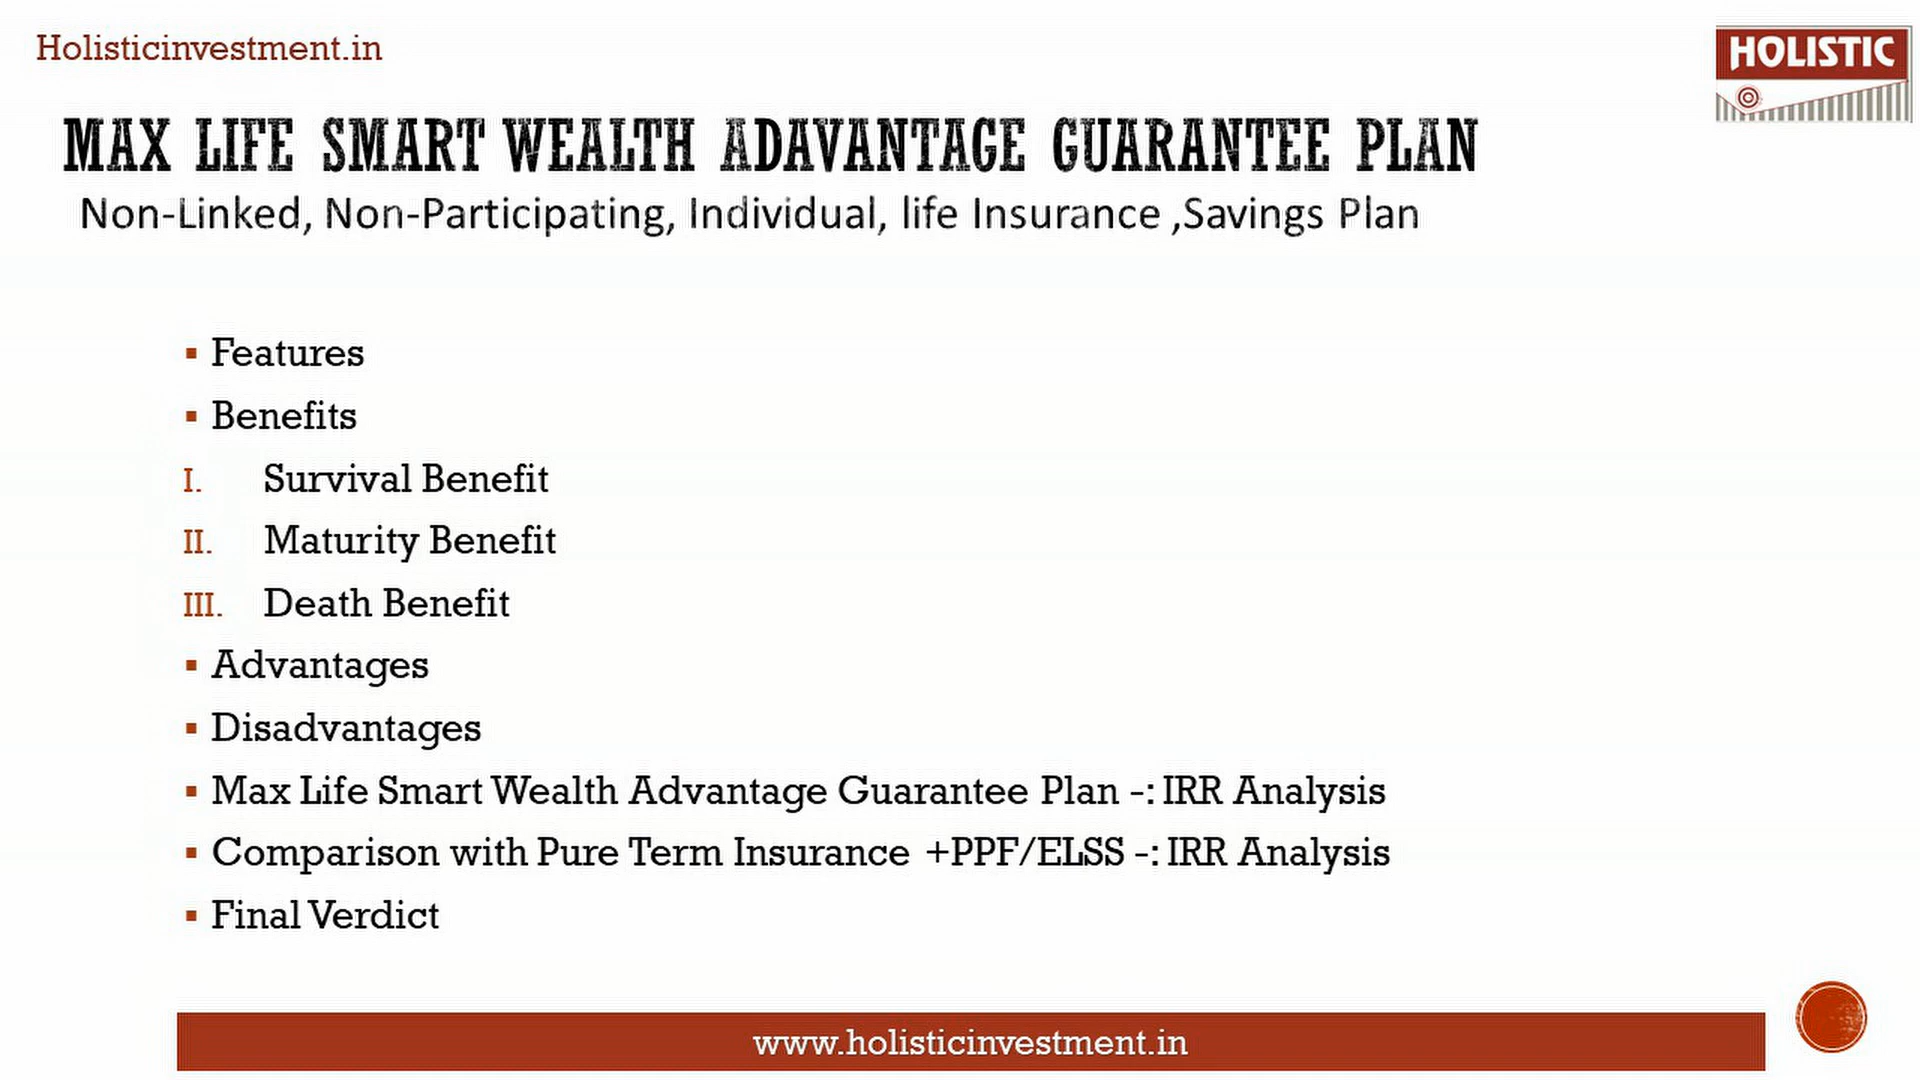 Holisticinvestment.in
HOLISTIC
MAX LIFE SMART WEALTH ADAVANTAGE GUARANTEE PLAN
Non-Linked, Non-Participating, Individual, life Insurance ,Savings Plan
▪ Features
▪ Benefits
I. Survival Benefit
II. Maturity Benefit
III. Death Benefit
▪ Advantages
▪ Disadvantages
▪ Max Life Smart Wealth Advantage Guarantee Plan -: IRR Analysis
▪ Comparison with Pure Term Insurance +PPF/ELSS -: IRR Analysis
▪ Final Verdict
www.holisticinvestment.in